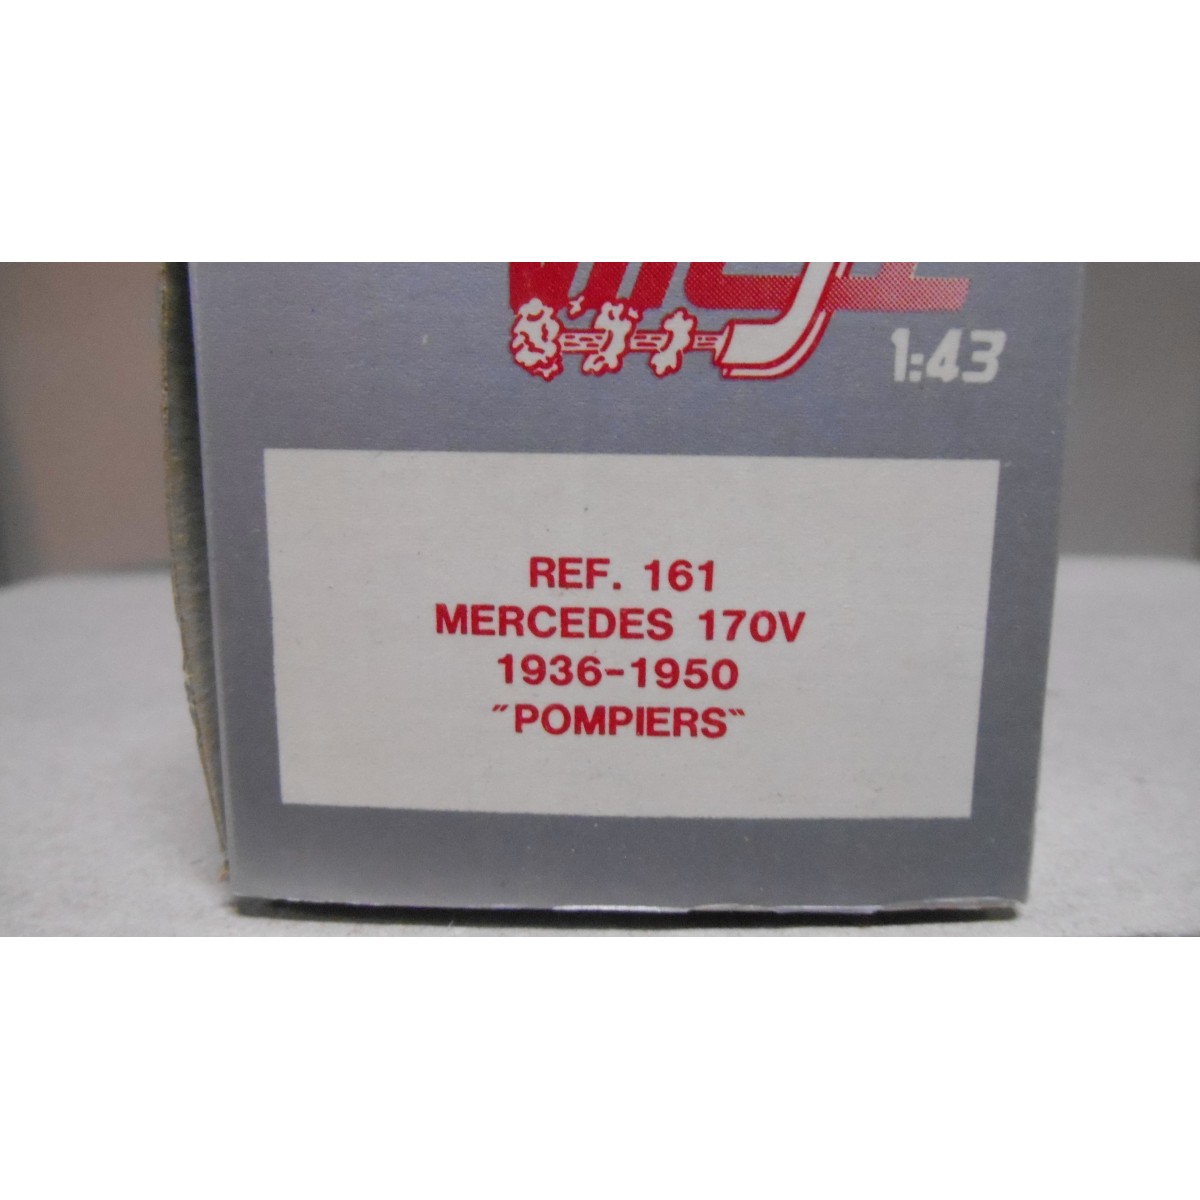 1:43
REF. 161
MERCEDES 170V
1936-1950
"POMPIERS"